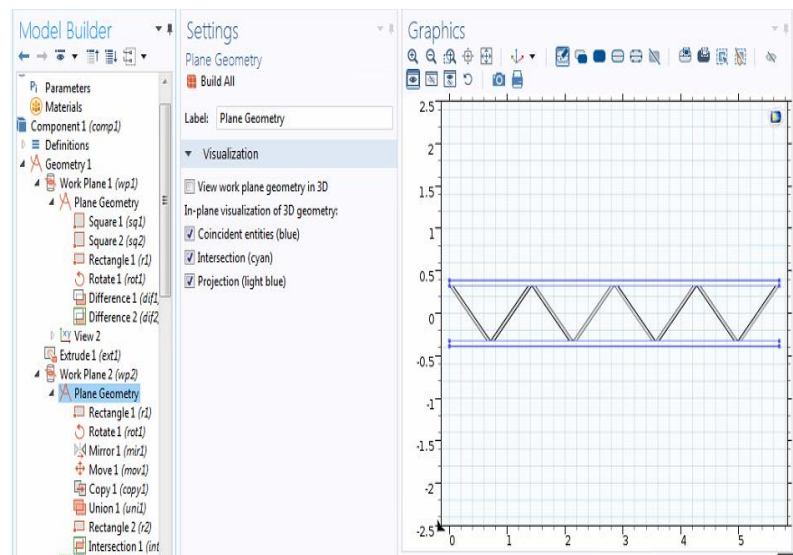 Model Builder
Pi Parameters
Materials
Component 1 (comp1)
Definitions
Geometry 1
Work Plane 1 (wp1)
Plane Geometry
Square 1 (sq1)
Square 2 (sq2)
Rectangle 1 (r1)
Rotate 1 (rot1)
Difference 1 (dif1
Difference 2 (dif2
xy View 2
Extrude 1 (ext1)
Work Plane 2 (wp2)
Plane Geometry
Rectangle 1 (r1)
Rotate 1 (rot1)
Mirror 1 (mir1)
Move 1 (mov1)
Copy 1 (copy1)
Union 1 (uni1)
Rectangle 2 (r2)
Intersection 1 (int
Settings
Plane Geometry
Build All
Label: Plane Geometry
Visualization
View work plane geometry in 3D
In-plane visualization of 3D geometry:
Coincident entities (blue)
Intersection (cyan)
Projection (light blue)
Graphics
2.5
2
1.5
1
0.5
0
-0.5
-1
-1.5
-2
-2.5
0 1 2 3 4 5